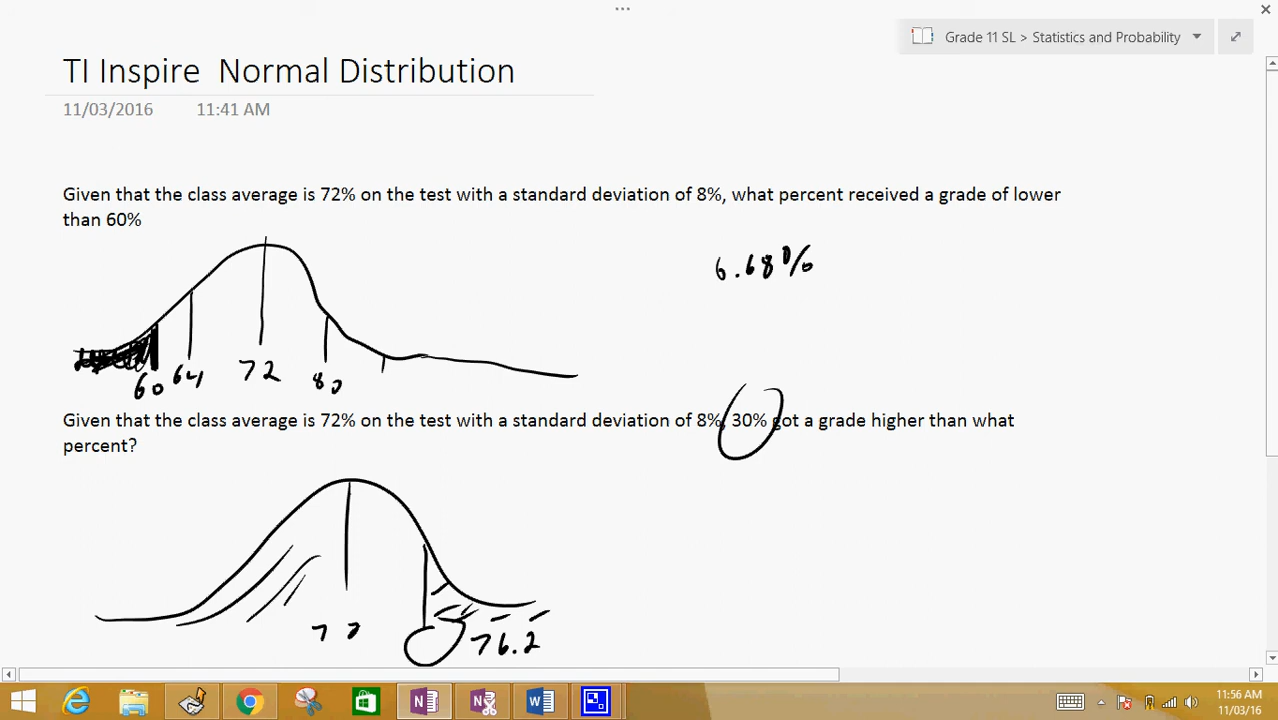 Grade 11 SL > Statistics and Probability
TI Inspire Normal Distribution
11/03/2016 11:41 AM
Given that the class average is 72% on the test with a standard deviation of 8%, what percent received a grade of lower
than 60%
6.68%
60 64 72 80
Given that the class average is 72% on the test with a standard deviation of 8%, 30% got a grade higher than what
percent?
72 76.2
11:56 AM
11/03/16